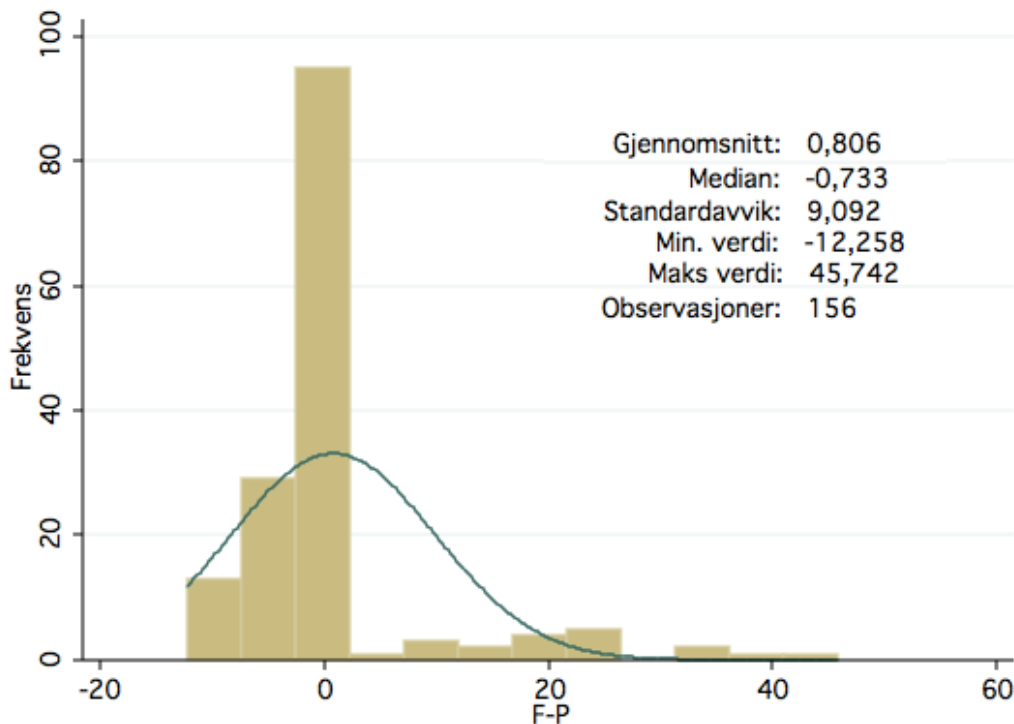 100
80
60
40
20
0
Frekvens
Gjennomsnitt: 0,806
Median: -0,733
Standardavvik: 9,092
Min. verdi: -12,258
Maks verdi: 45,742
Observasjoner: 156
-20 0 20 40 60
F-P